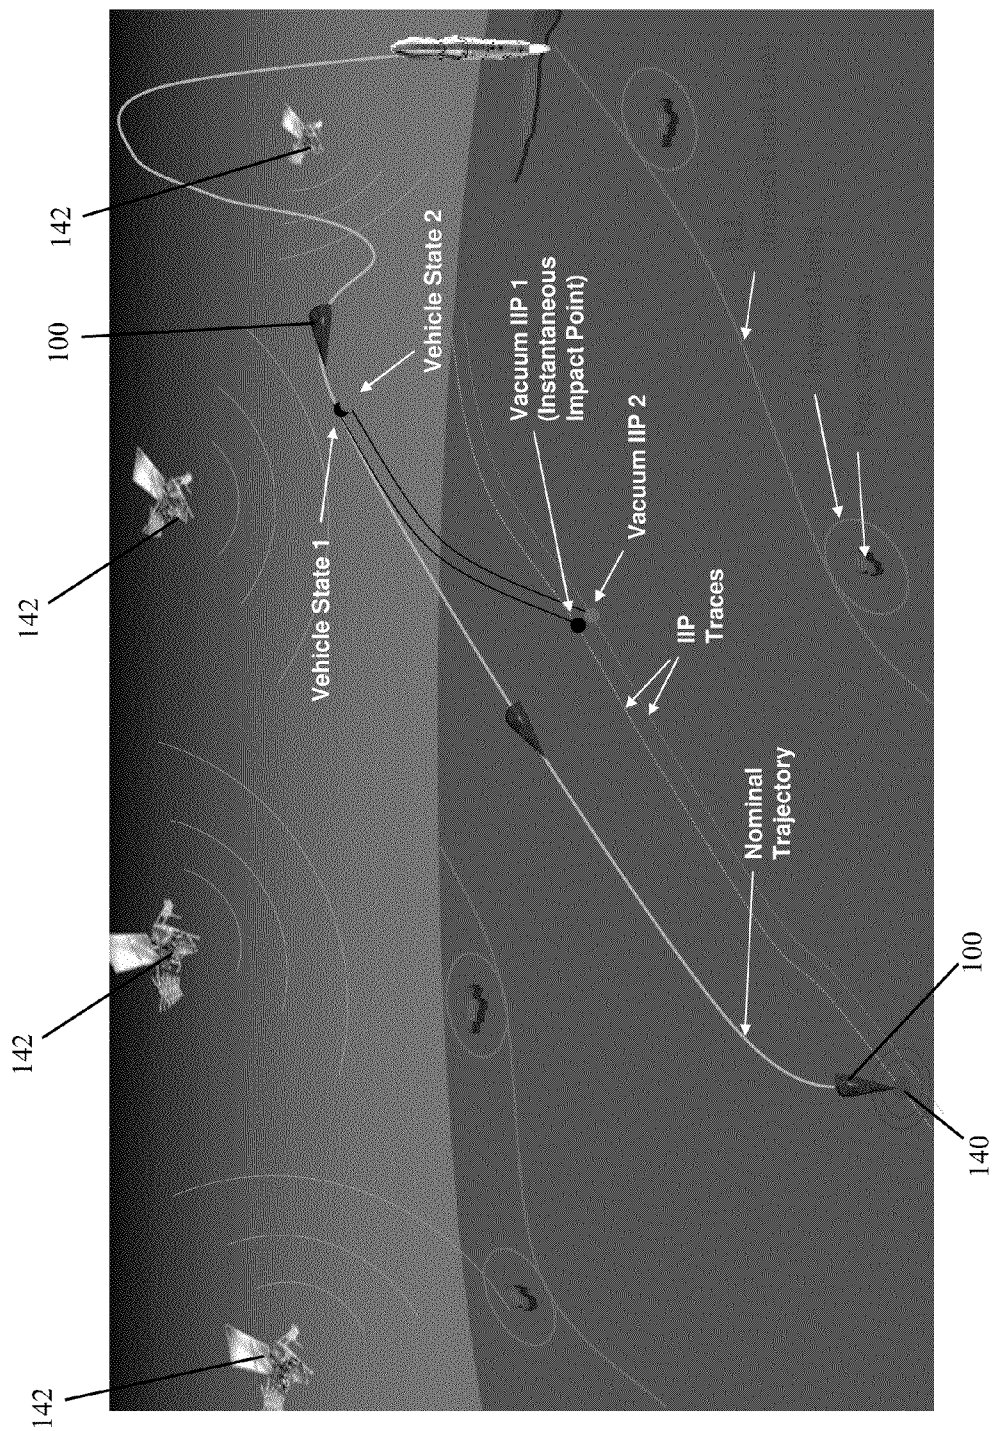 142
142
142
142
100
Vehicle State 1
Vehicle State 2
Vacuum IIP 1
(Instantaneous
Impact Point)
Vacuum IIP 2
IIP
Traces
Nominal
Trajectory
100
140